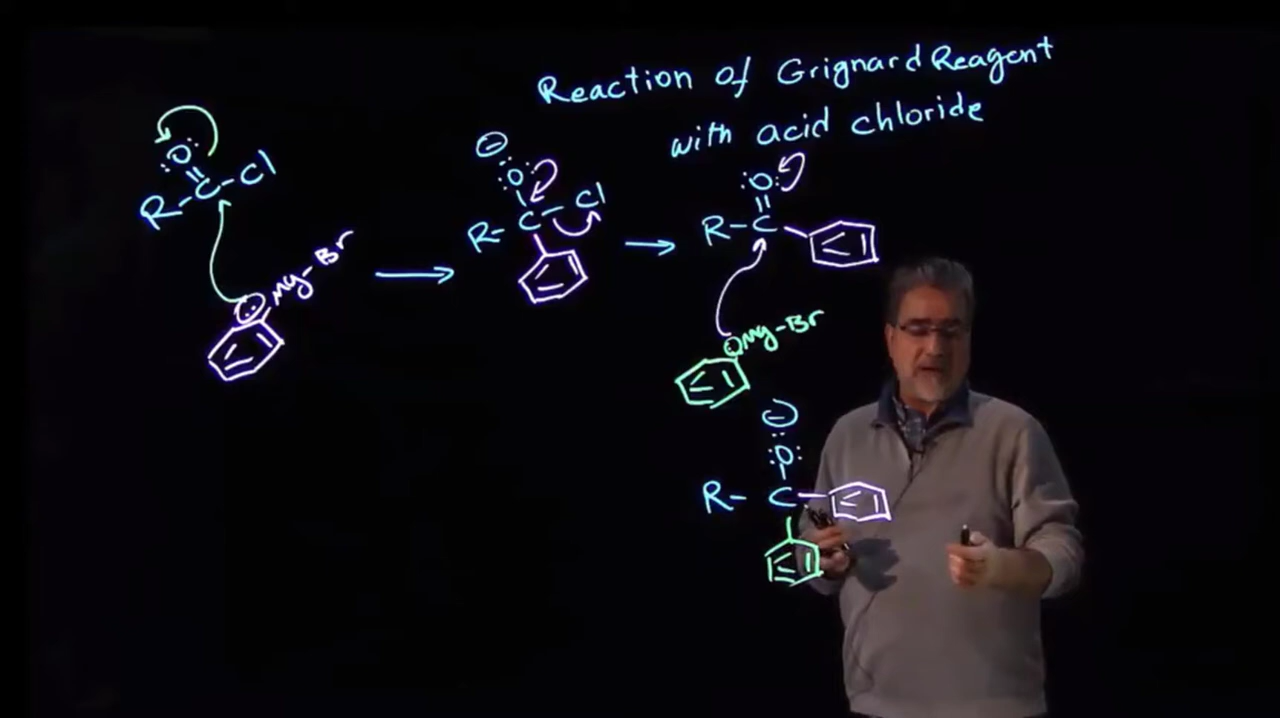 Reaction of Grignard Reagent
with acid chloride
:O:
R-C-Cl
Mg-Br
⊖
:O:
R-C-Cl
:O:
R-C
Mg-Br
⊖
:O:
R-C